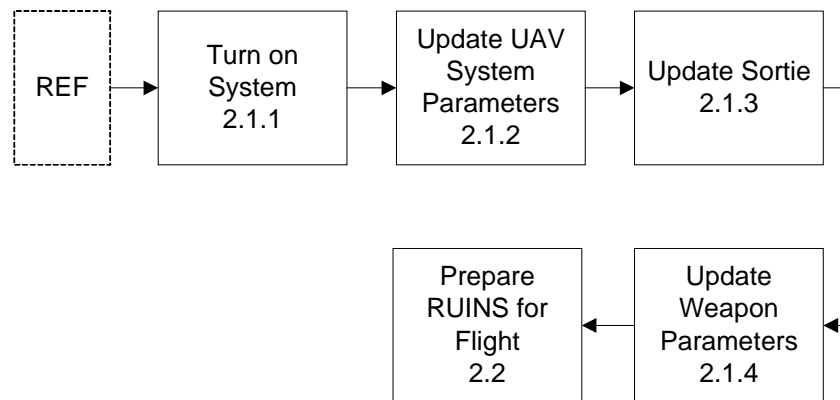 REF
Turn on
System
2.1.1
Update UAV
System
Parameters
2.1.2
Update Sortie
2.1.3
Prepare
RUINS for
Flight
2.2
Update
Weapon
Parameters
2.1.4